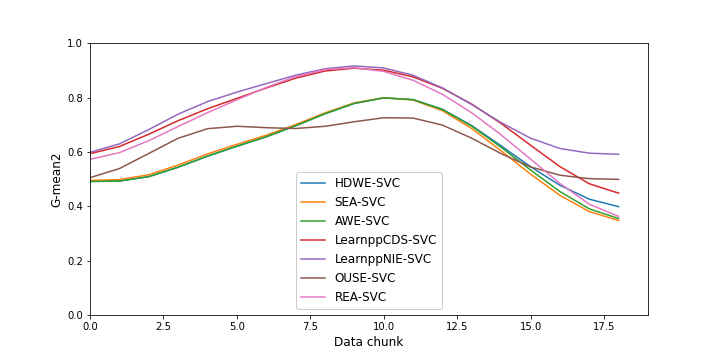 1.0
0.8
0.6
0.4
0.2
0.0
G-mean2
HDWE-SVC
SEA-SVC
AWE-SVC
LearnppCDS-SVC
LearnppNIE-SVC
OUSE-SVC
REA-SVC
0.0 2.5 5.0 7.5 10.0 12.5 15.0 17.5
Data chunk